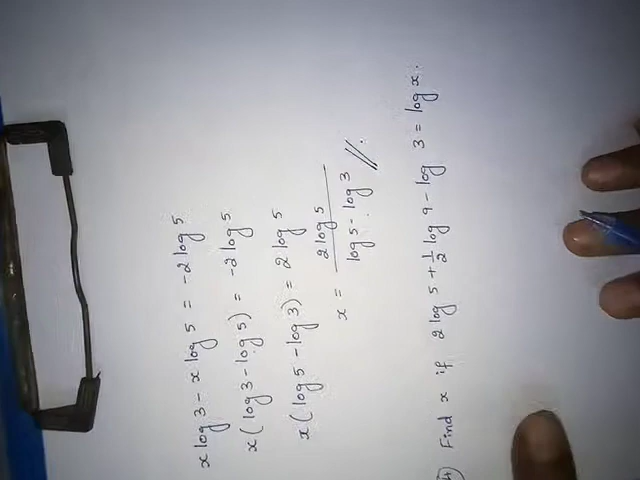 x log 3 - x log 5 = -2 log 5
x (log 3 - log 5) = -2 log 5
x (log 5 - log 3) = 2 log 5
x = 2 log 5 / log 5 - log 3 //.
4) Find x if 2 log 5 + 1/2 log 9 - log 3 = log x.